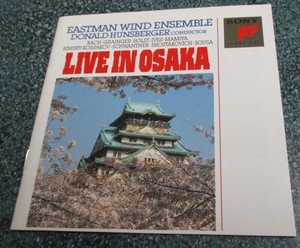 EASTMAN WIND ENSEMBLE
DONALD HUNSBERGER CONDUCTOR
BACH·GRAINGER·HOLST·IVES·MAMIYA
RIMSKY-KORSAKOV·SCHWANTNER·SHOSTAKOVICH·SOUSA
LIVE IN OSAKA
SONY